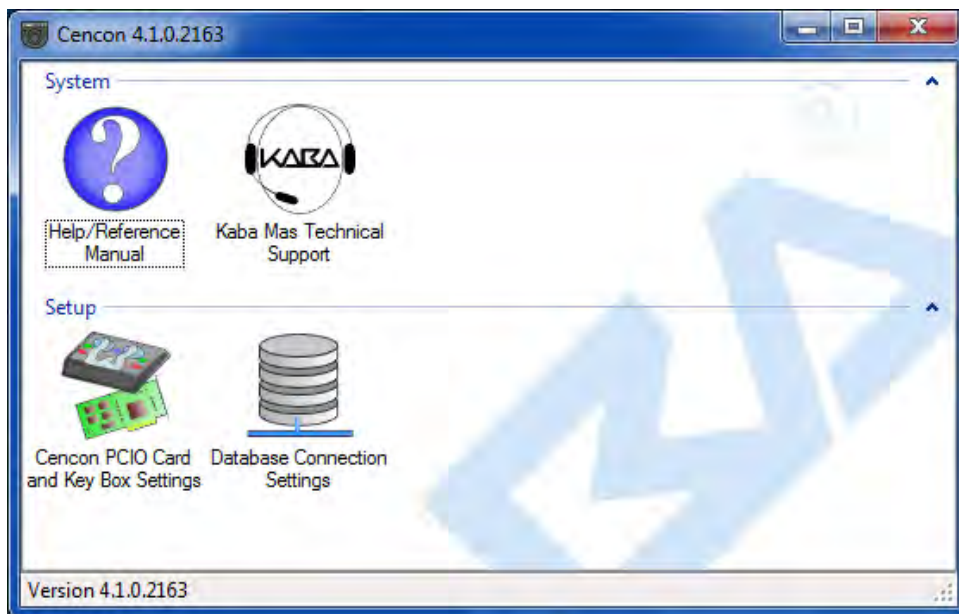 Cencon 4.1.0.2163
System
KABA
Help/Reference
Manual
Kaba Mas Technical
Support
Setup
Cencon PCIO Card
and Key Box Settings
Database Connection
Settings
Version 4.1.0.2163